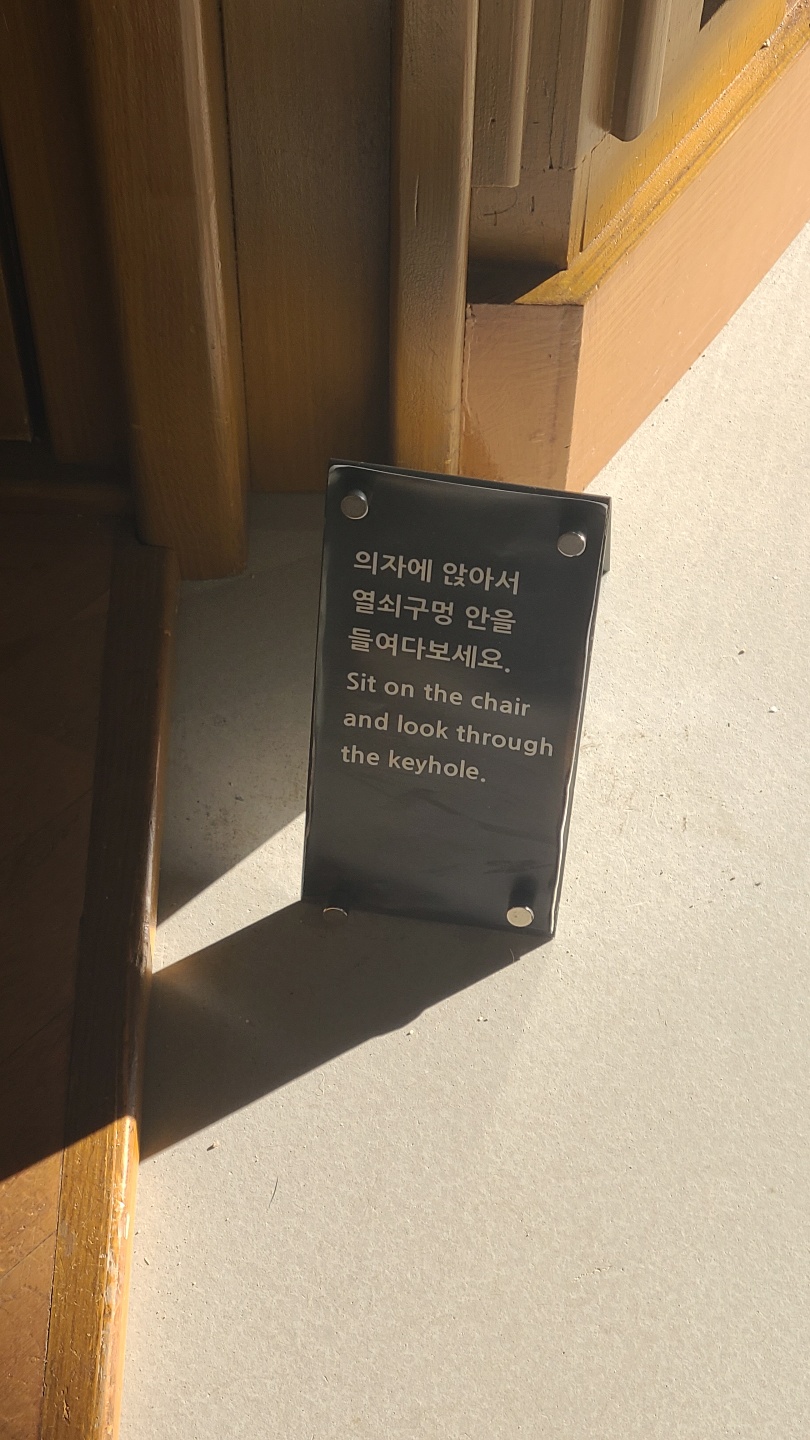 의자에 앉아서
열쇠구멍 안을
들여다보세요.
Sit on the chair
and look through
the keyhole.